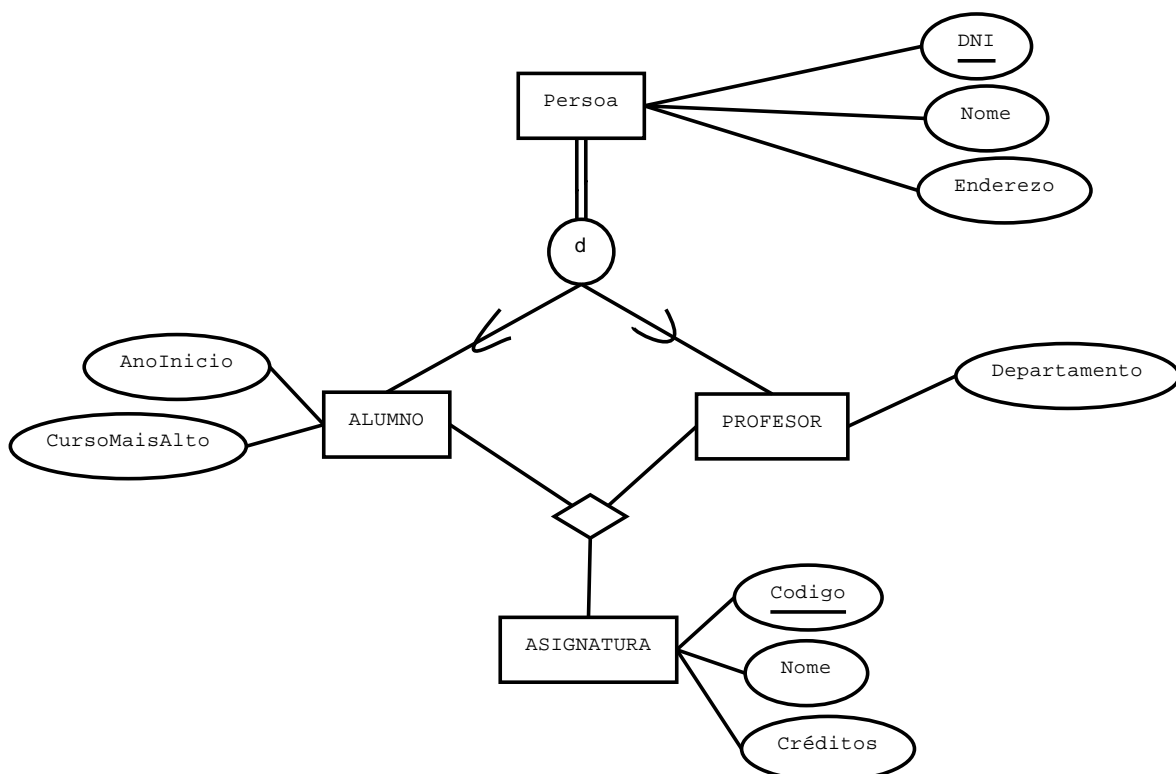 DNI
Persoa
Nome
Enderezo
d
AnoInicio
Departamento
ALUMNO
PROFESOR
CursoMaisAlto
Codigo
ASIGNATURA
Nome
Créditos